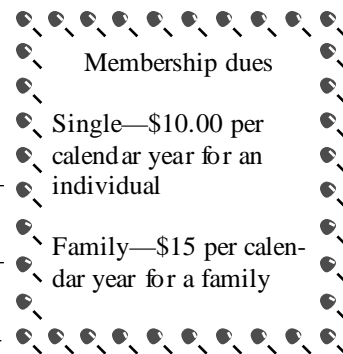 Membership dues
Single—$10.00 per
calendar year for an
individual
Family—$15 per calen-
dar year for a family